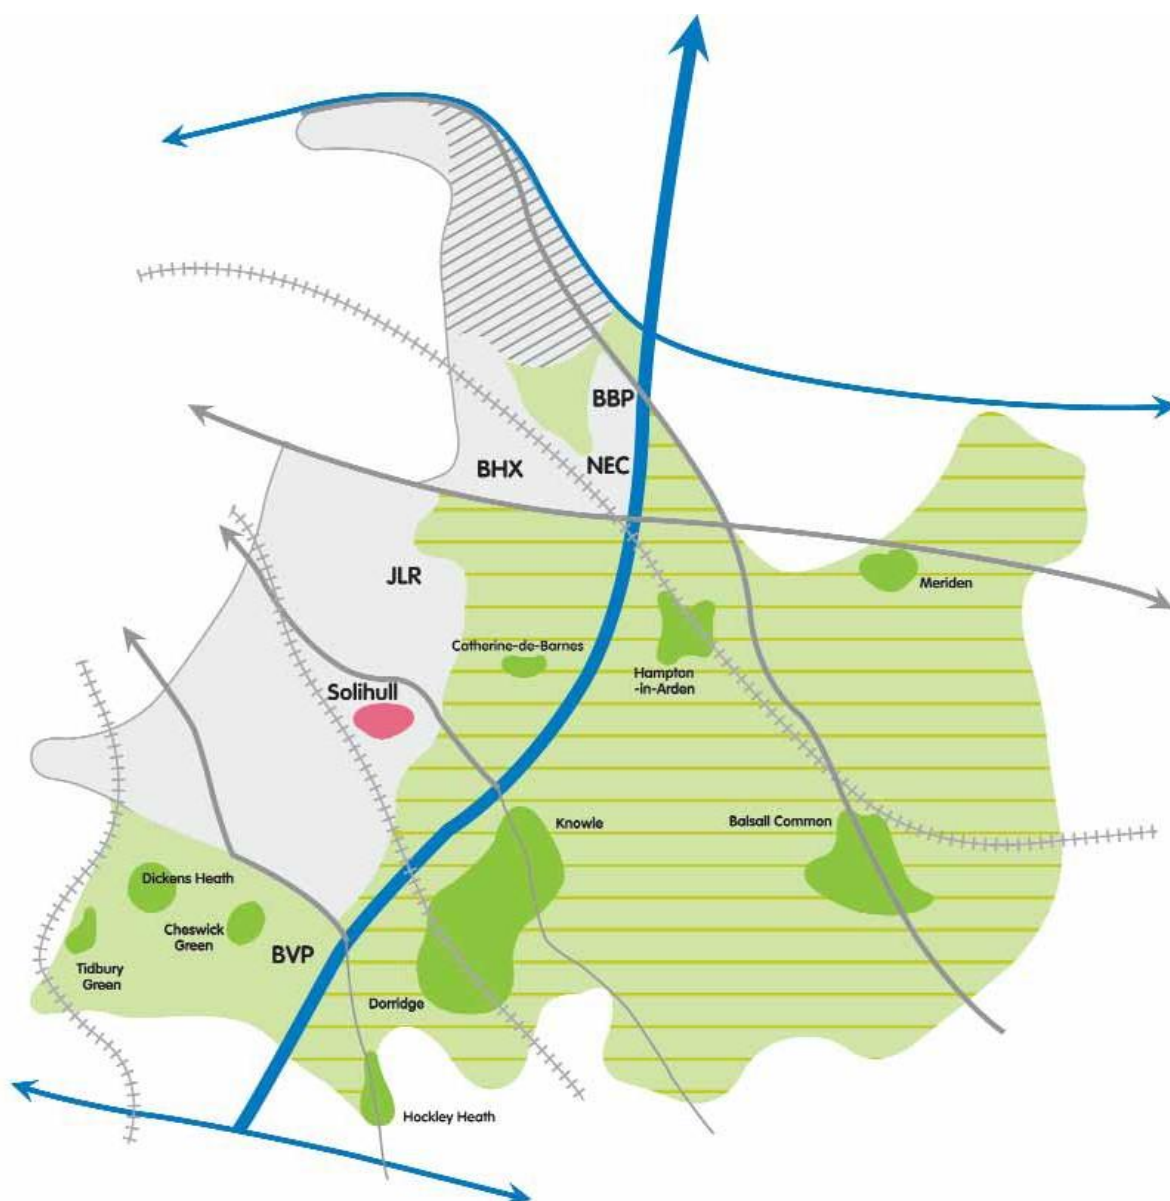 BBP
BHX
NEC
JLR
Meriden
Catherine-de-Barnes
Hampton
-in-Arden
Solihull
Knowle
Balsall Common
Dickens Heath
Cheswick
Green
BVP
Tidbury
Green
Dorridge
Hockley Heath